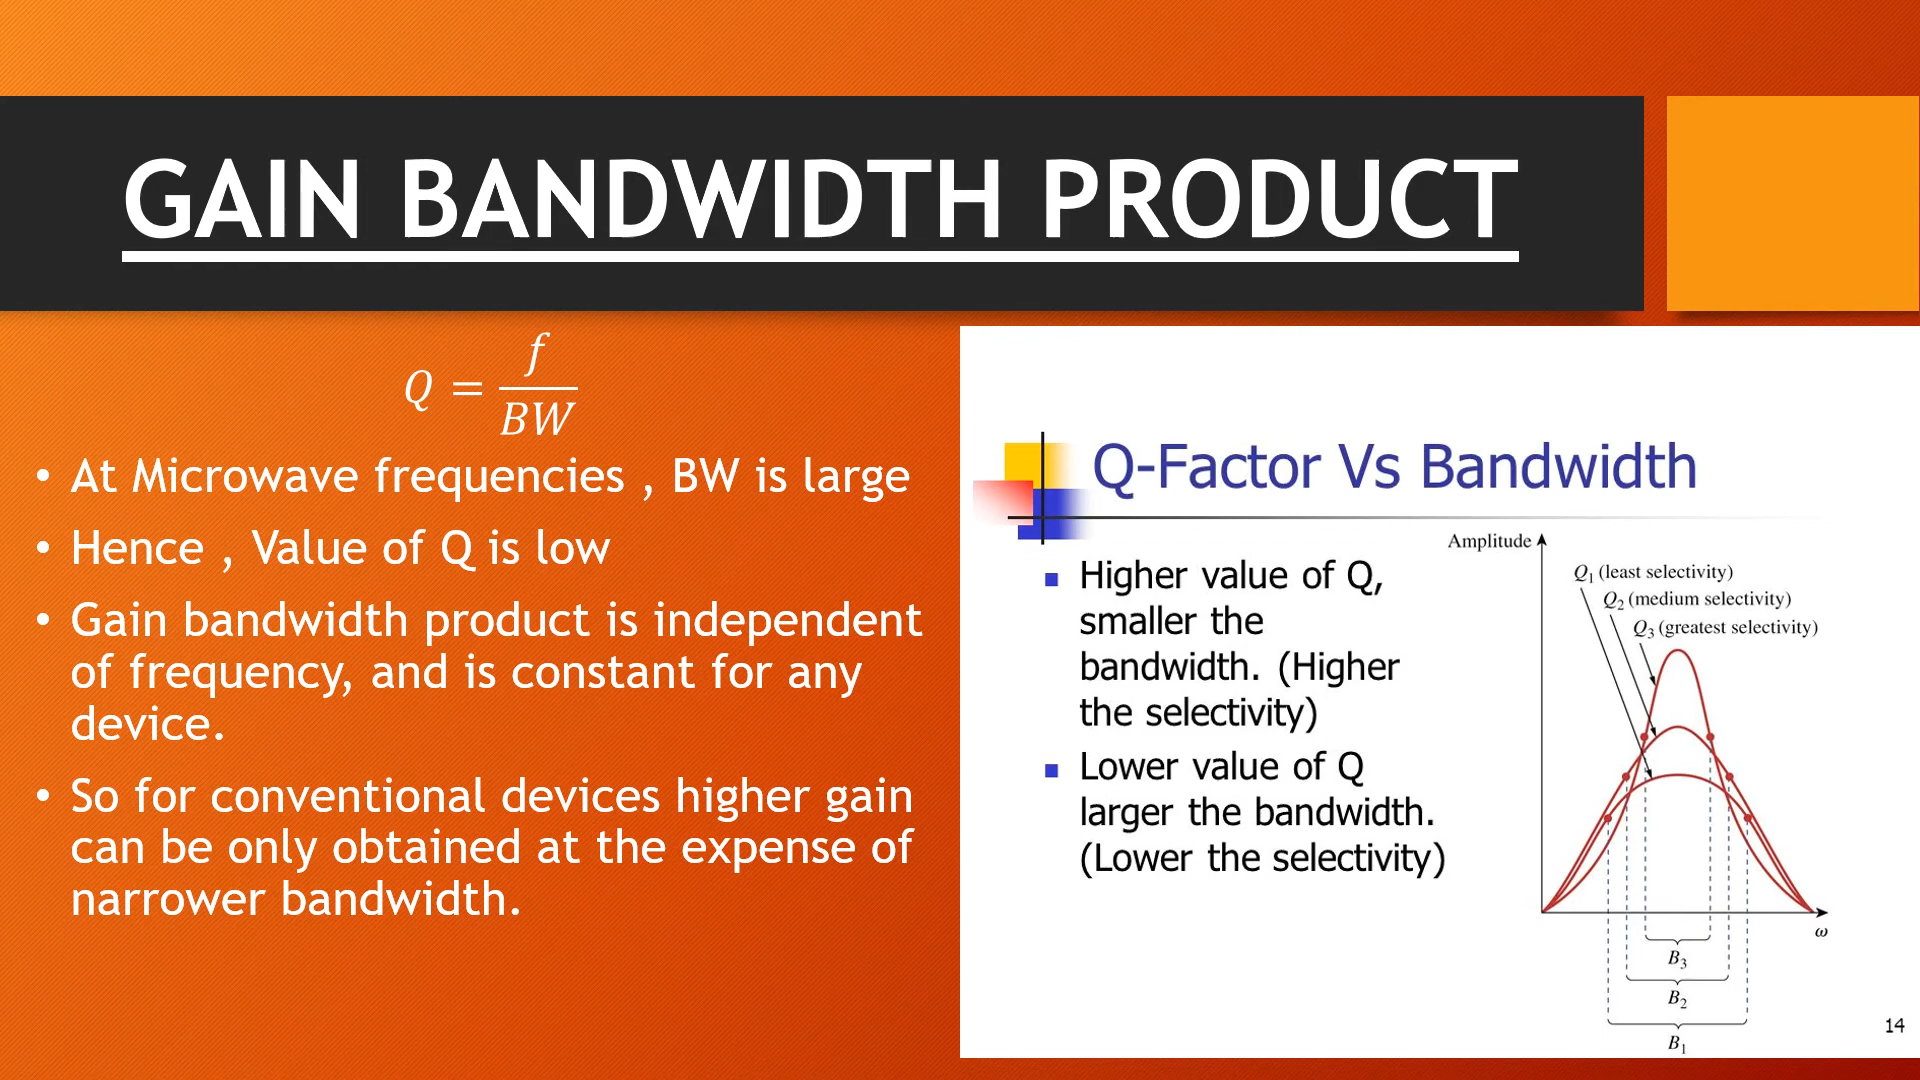 GAIN BANDWIDTH PRODUCT
Q = f / BW
• At Microwave frequencies , BW is large
• Hence , Value of Q is low
• Gain bandwidth product is independent
of frequency, and is constant for any
device.
• So for conventional devices higher gain
can be only obtained at the expense of
narrower bandwidth.
Q-Factor Vs Bandwidth
Higher value of Q,
smaller the
bandwidth. (Higher
the selectivity)
Lower value of Q
larger the bandwidth.
(Lower the selectivity)
Amplitude
Q₁ (least selectivity)
Q₂ (medium selectivity)
Q₃ (greatest selectivity)
ω
B₃
B₂
B₁
14